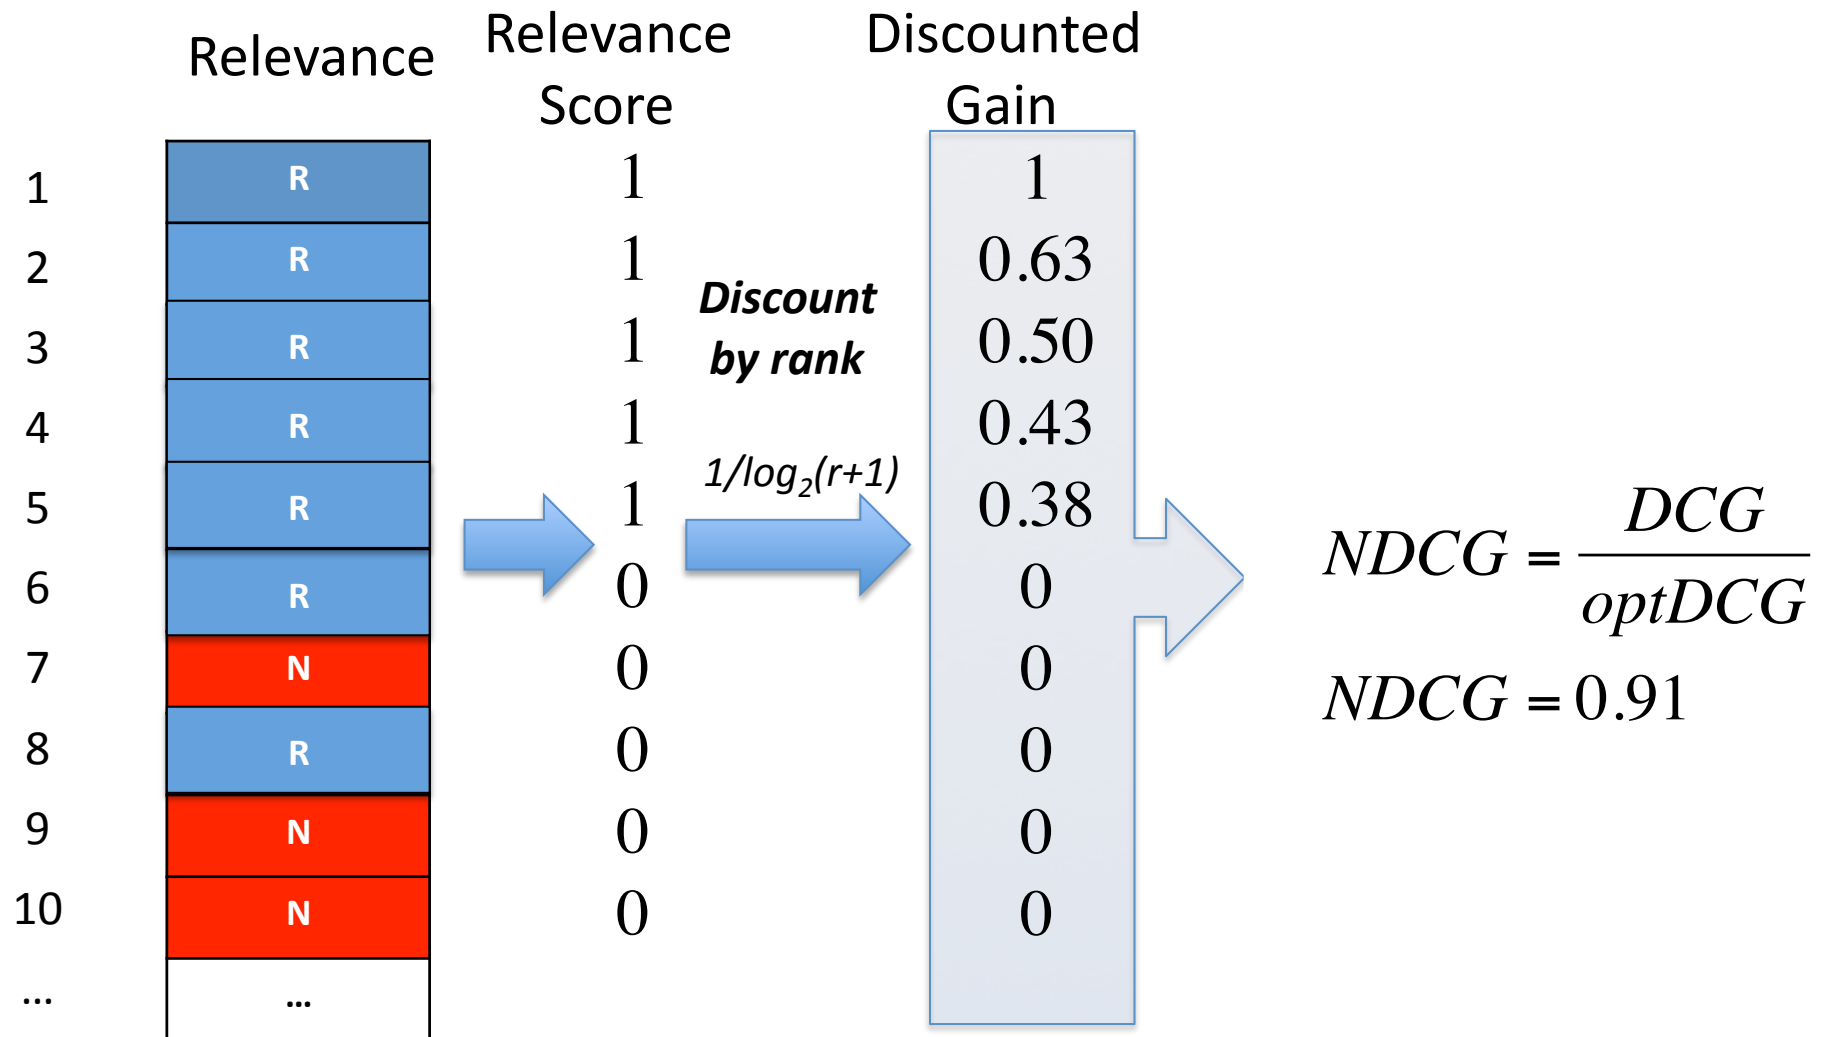 Relevance
Relevance
Score
Discounted
Gain
1 R 1 1
2 R 1 0.63
3 R 1 0.50
4 R 1 0.43
5 R 1 0.38
6 R 0 0
7 N 0 0
8 R 0 0
9 N 0 0
10 N 0 0
... ...
Discount
by rank
1/log₂(r+1)
NDCG = DCG
optDCG
NDCG = 0.91